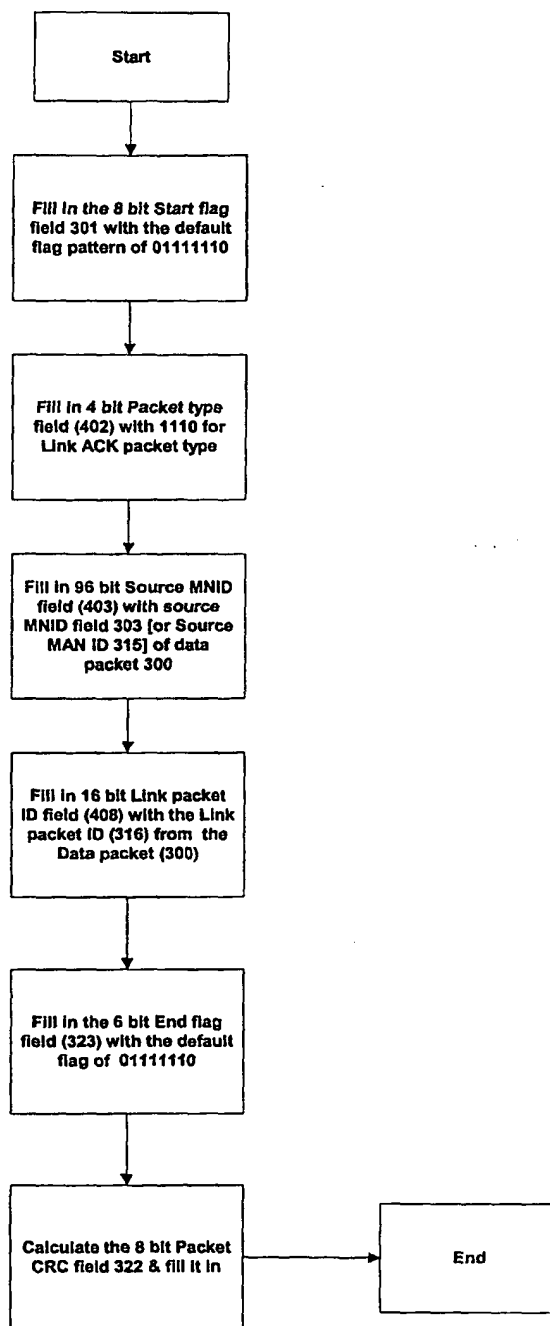 Start
Fill in the 8 bit Start flag
field 301 with the default
flag pattern of 01111110
Fill in 4 bit Packet type
field (402) with 1110 for
Link ACK packet type
Fill in 96 bit Source MNID
field (403) with source
MNID field 303 [or Source
MAN ID 315] of data
packet 300
Fill in 16 bit Link packet
ID field (408) with the Link
packet ID (316) from the
Data packet (300)
Fill in the 6 bit End flag
field (323) with the default
flag of 01111110
Calculate the 8 bit Packet
CRC field 322 & fill it in
End